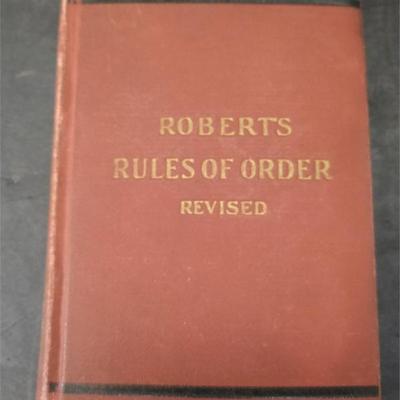 ROBERT'S
RULES OF ORDER
REVISED